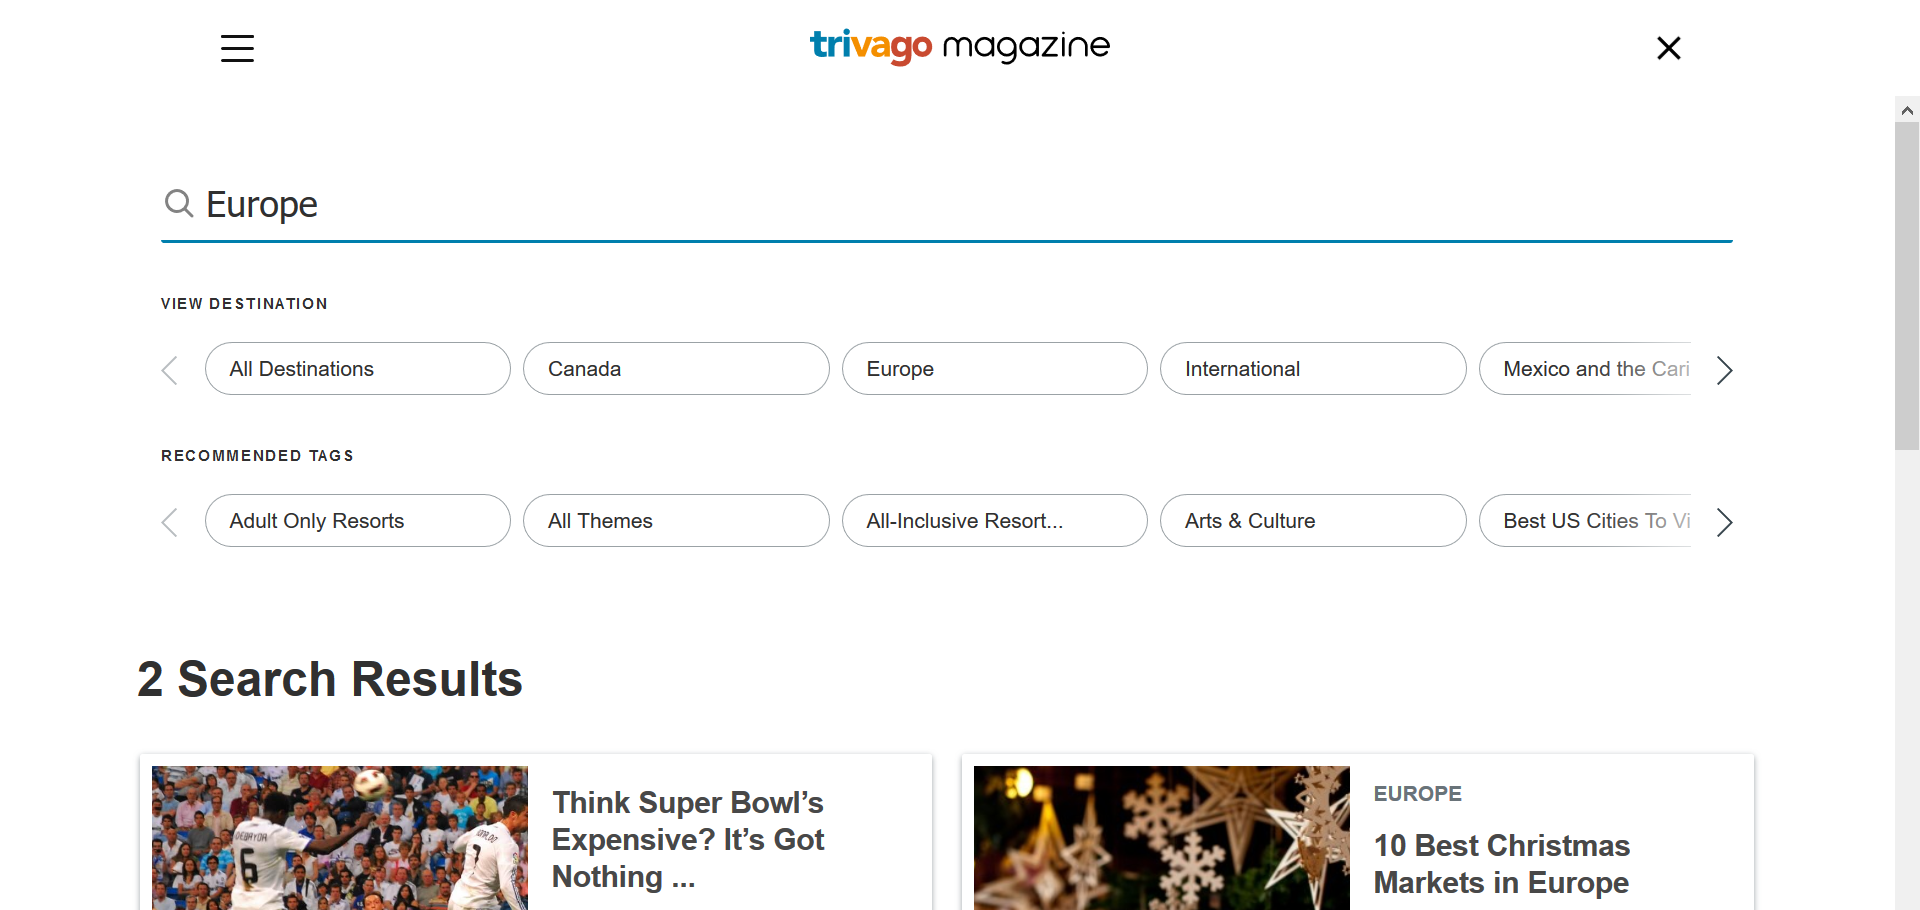 trivago magazine
Europe
VIEW DESTINATION
All Destinations
Canada
Europe
International
Mexico and the Cari
RECOMMENDED TAGS
Adult Only Resorts
All Themes
All-Inclusive Resort...
Arts & Culture
Best US Cities To Vi
2 Search Results
Think Super Bowl’s
Expensive? It’s Got
Nothing ...
6
7
EUROPE
10 Best Christmas
Markets in Europe